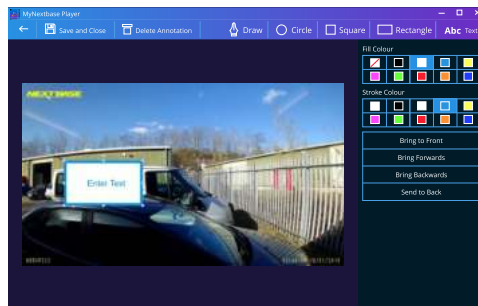 MyNextbase Player
Save and Close
Delete Annotation
Draw
Circle
Square
Rectangle
Abc Text
Fill Colour
Stroke Colour
Bring to Front
Bring Forwards
Bring Backwards
Send to Back
NEXTBASE
Enter Text